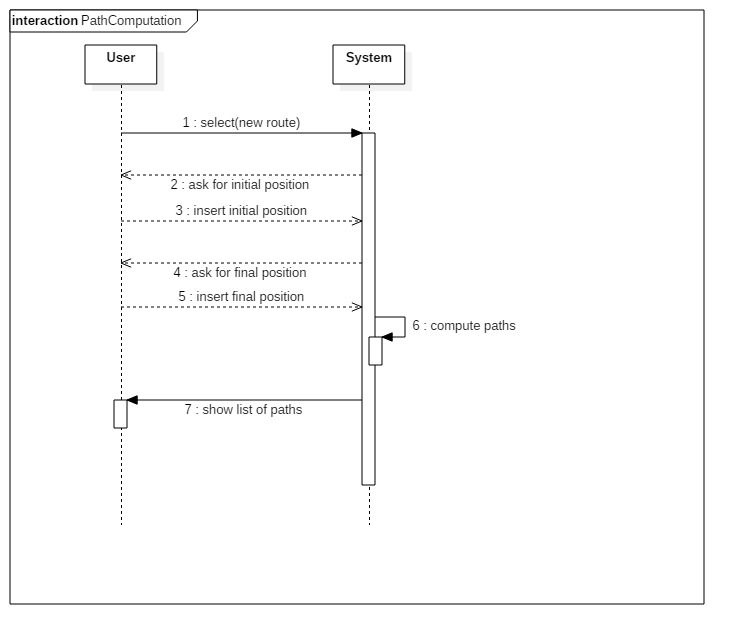 interaction PathComputation
User
System
1 : select(new route)
2 : ask for initial position
3 : insert initial position
4 : ask for final position
5 : insert final position
6 : compute paths
7 : show list of paths